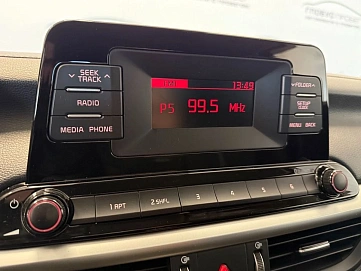 SEEK
TRACK
RADIO
MEDIA PHONE
13:49
P5 99.5 MHz
FOLDER
SETUP
MENU BACK
1 RPT
2 SHFL
3
4
5
6